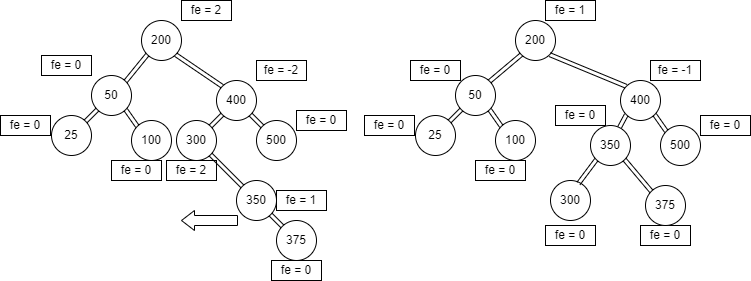 fe = 2
200
fe = 0
50
fe = -2
400
fe = 0
25
100
fe = 0
300
fe = 2
500
fe = 0
350
fe = 1
375
fe = 0
fe = 1
200
fe = 0
50
fe = -1
400
fe = 0
25
100
fe = 0
fe = 0
350
500
fe = 0
300
fe = 0
375
fe = 0